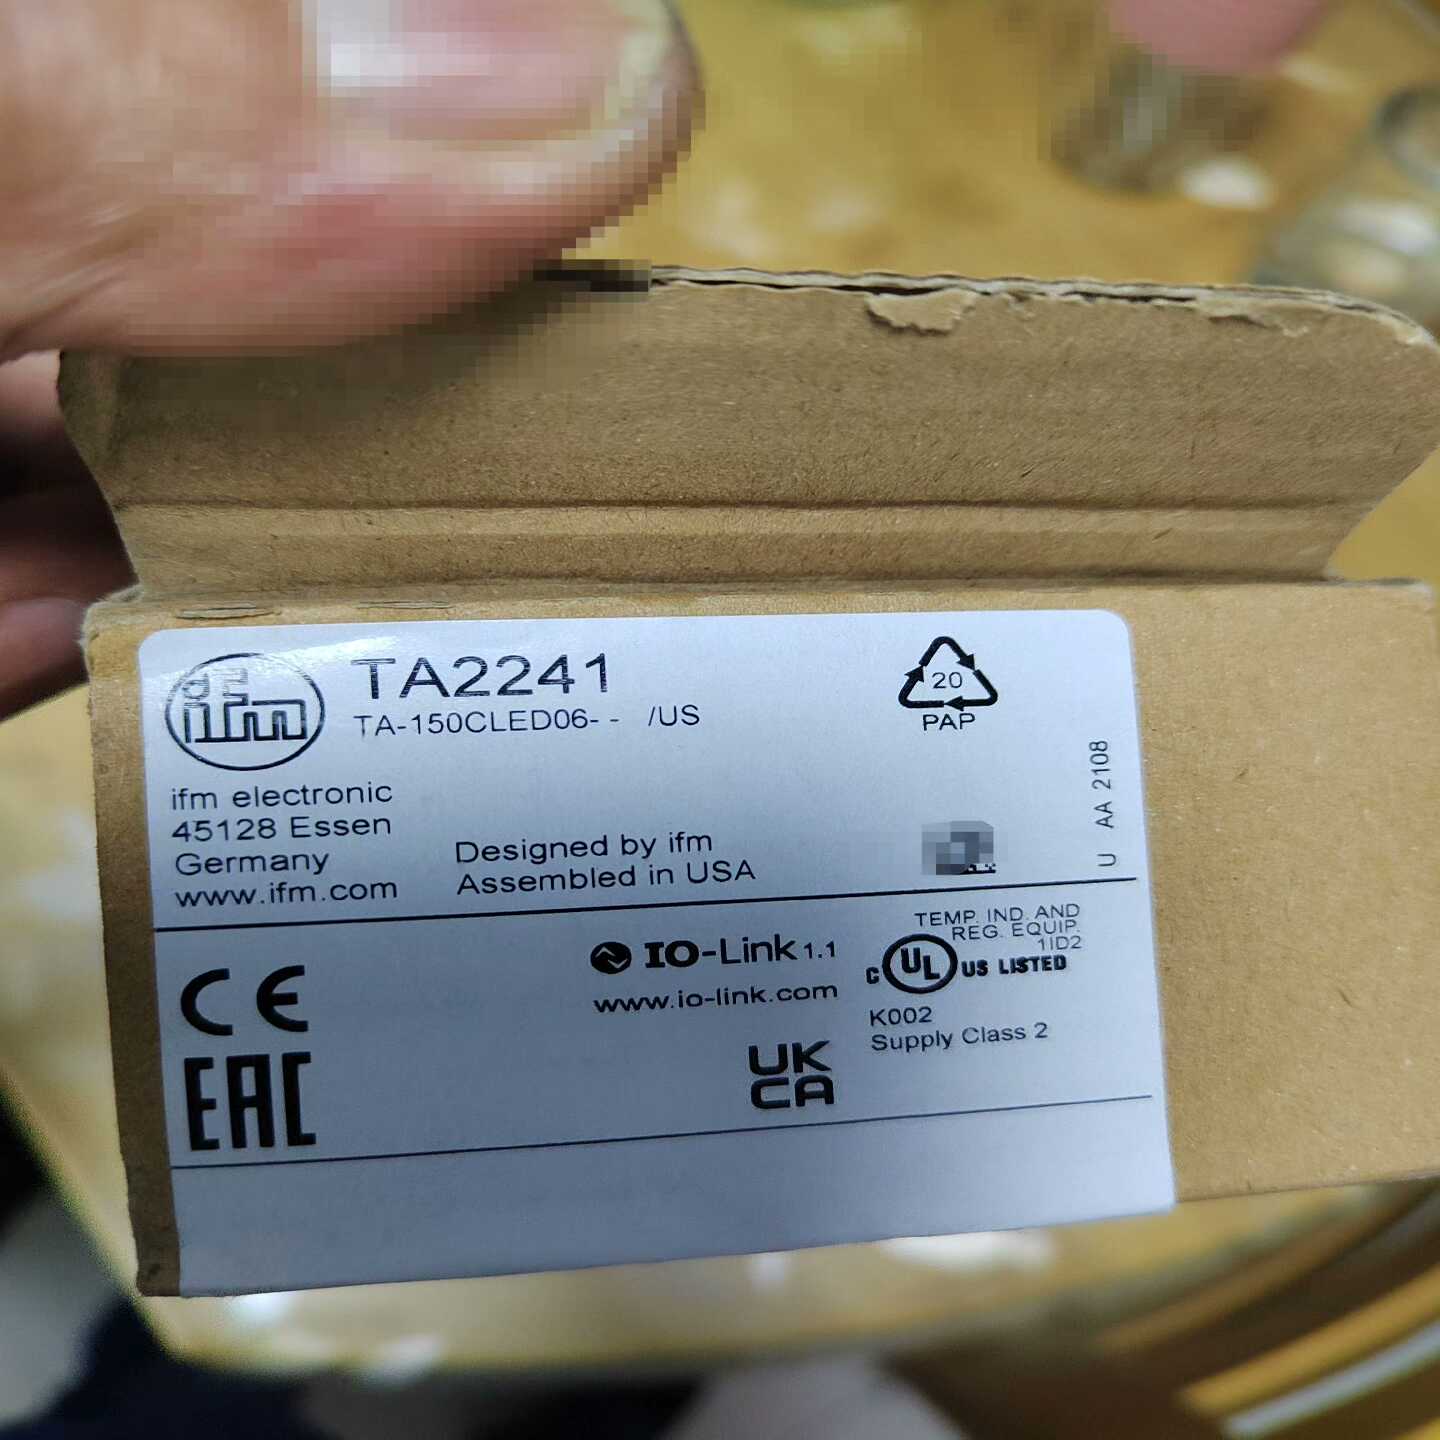 ifm
TA2241
TA-150CLED06- - /US
20
PAP
ifm electronic
45128 Essen
Germany
www.ifm.com
Designed by ifm
Assembled in USA
U AA 2108
CE
EAC
IO-Link 1.1
www.io-link.com
UK
CA
TEMP. IND. AND
REG. EQUIP.
1ID2
C UL US LISTED
K002
Supply Class 2